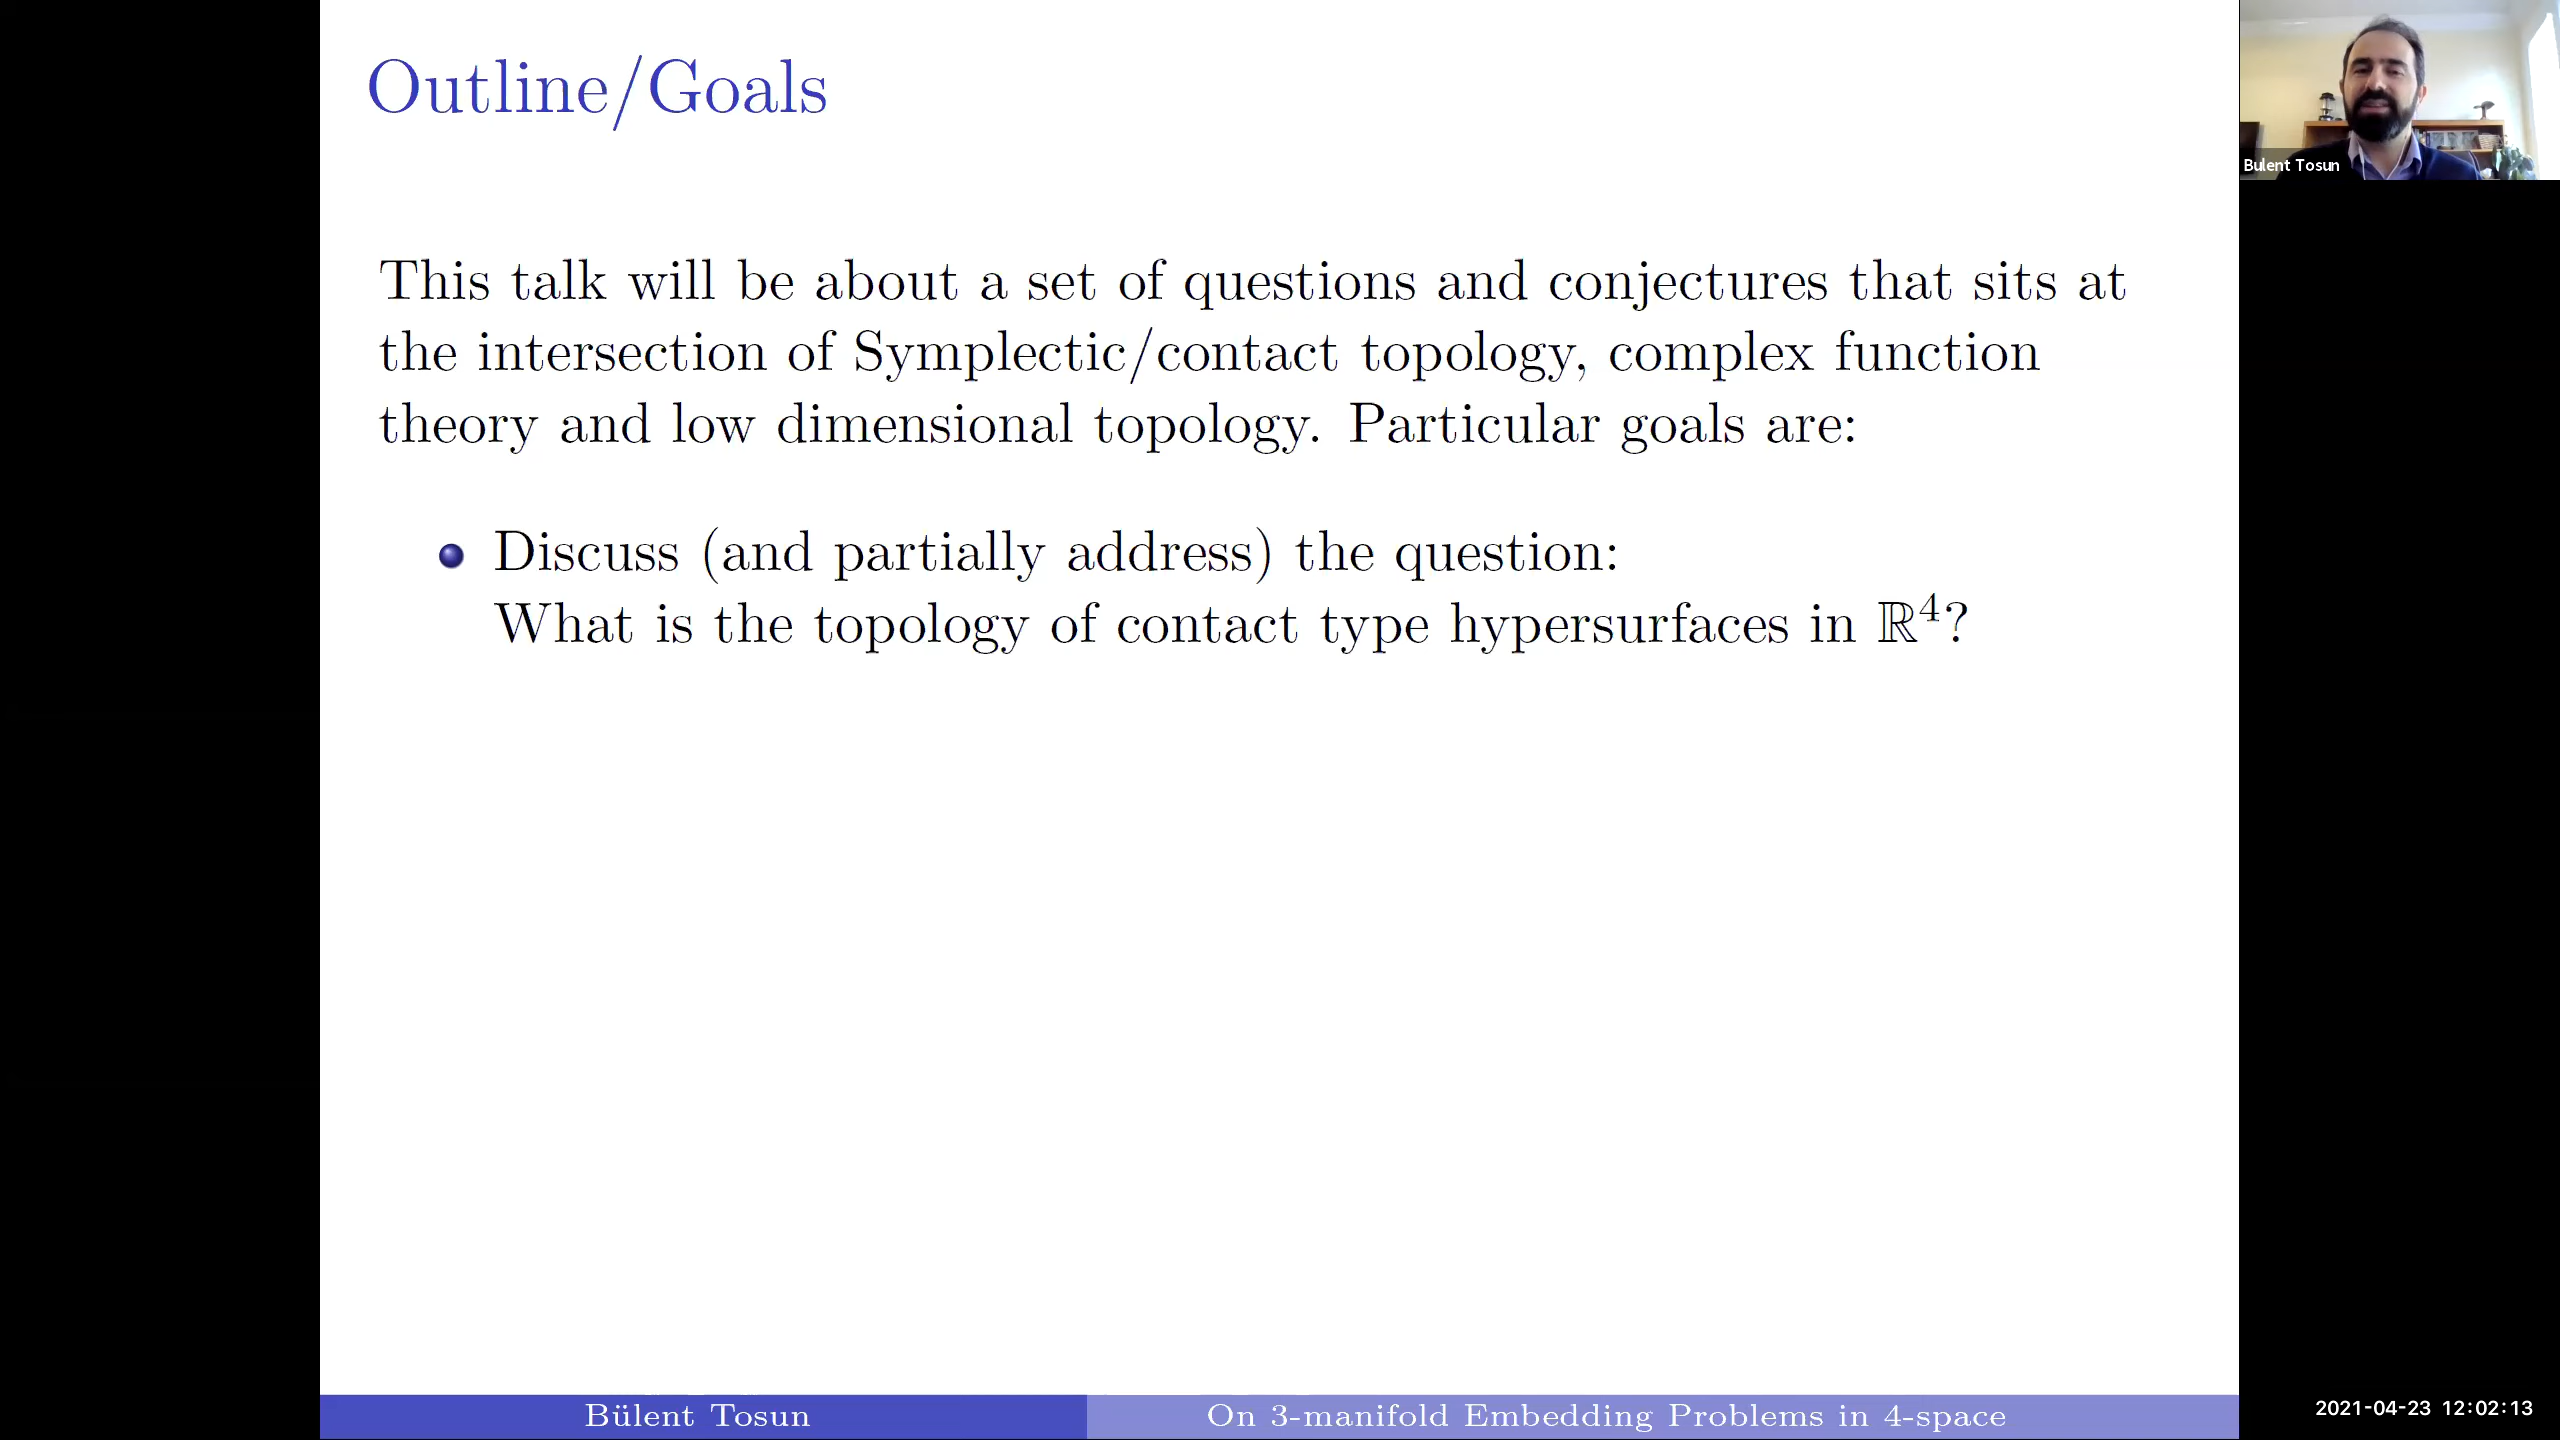 Outline/Goals
Bulent Tosun
This talk will be about a set of questions and conjectures that sits at
the intersection of Symplectic/contact topology, complex function
theory and low dimensional topology. Particular goals are:
Discuss (and partially address) the question:
What is the topology of contact type hypersurfaces in ℝ⁴?
Bülent Tosun
On 3-manifold Embedding Problems in 4-space
2021-04-23 12:02:13